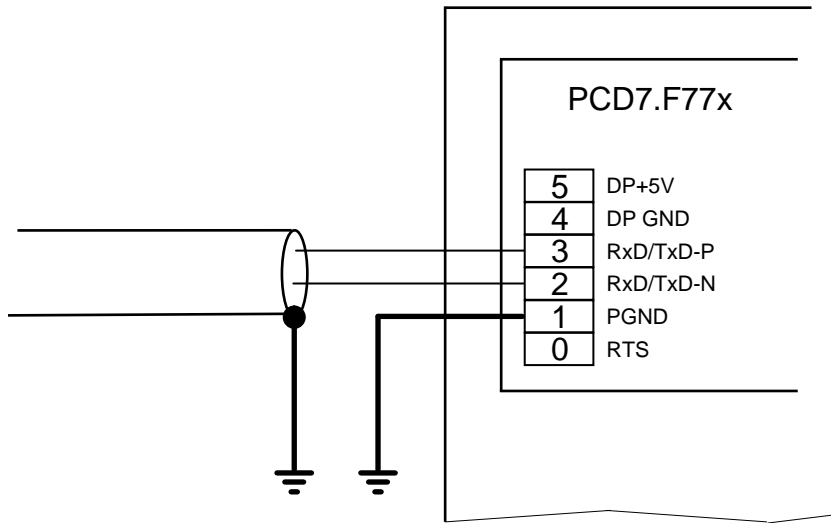 PCD7.F77x
5 DP+5V
4 DP GND
3 RxD/TxD-P
2 RxD/TxD-N
1 PGND
0 RTS